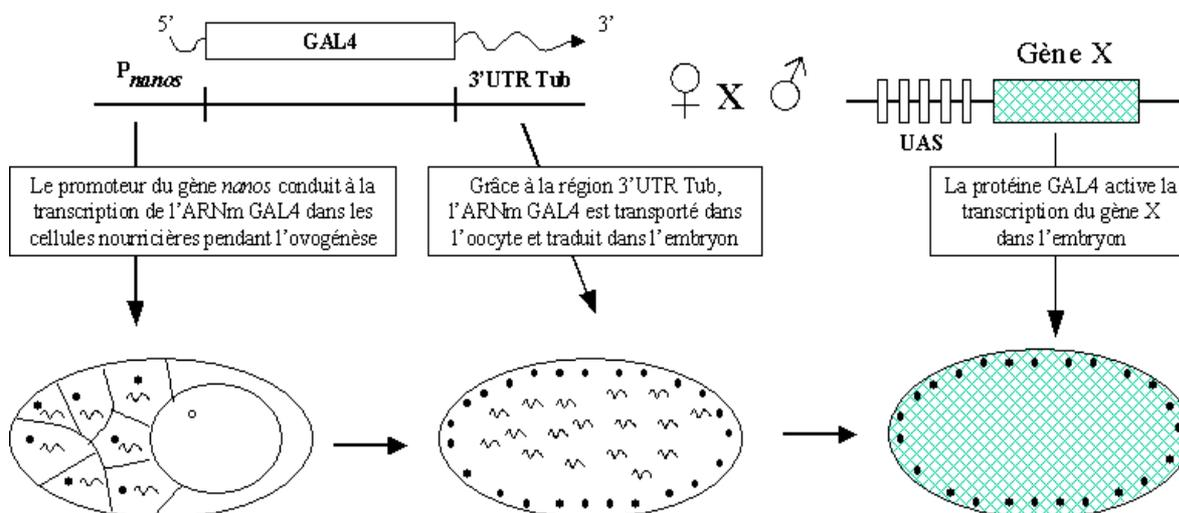 5’
GAL4
3’
Pnanos
3’UTR Tub
X
Gène X
UAS
Le promoteur du gène nanos conduit à la
transcription de l’ARNm GAL4 dans les
cellules nourricières pendant l’ovogénèse
Grâce à la région 3’UTR Tub,
l’ARNm GAL4 est transporté dans
l’oocyte et traduit dans l’embryon
La protéine GAL4 active la
transcription du gène X
dans l’embryon